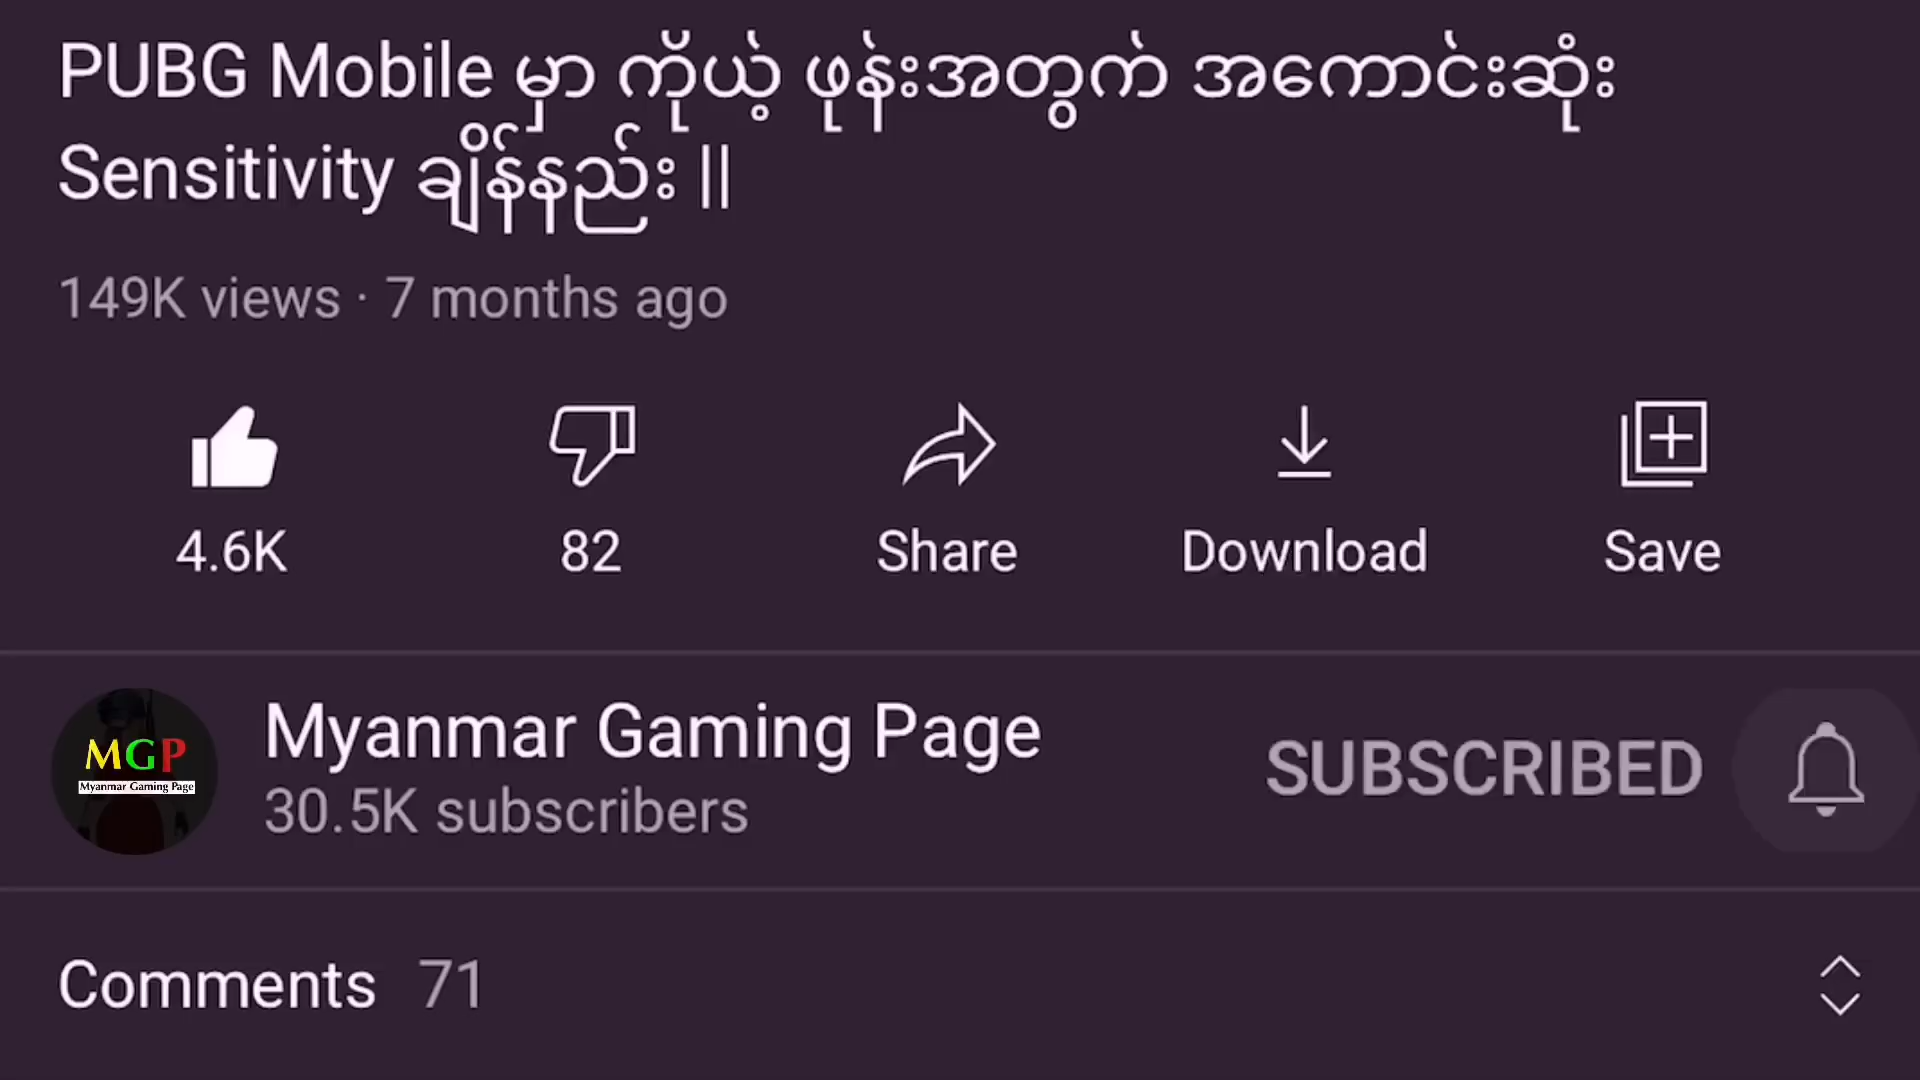 PUBG Mobile မှာ ကိုယ့် ဖုန်းအတွက် အကောင်းဆုံး
Sensitivity ချိန်နည်း ||
149K views · 7 months ago
4.6K 82 Share Download Save
MGP
Myanmar Gaming Page
Myanmar Gaming Page
30.5K subscribers
SUBSCRIBED
Comments 71